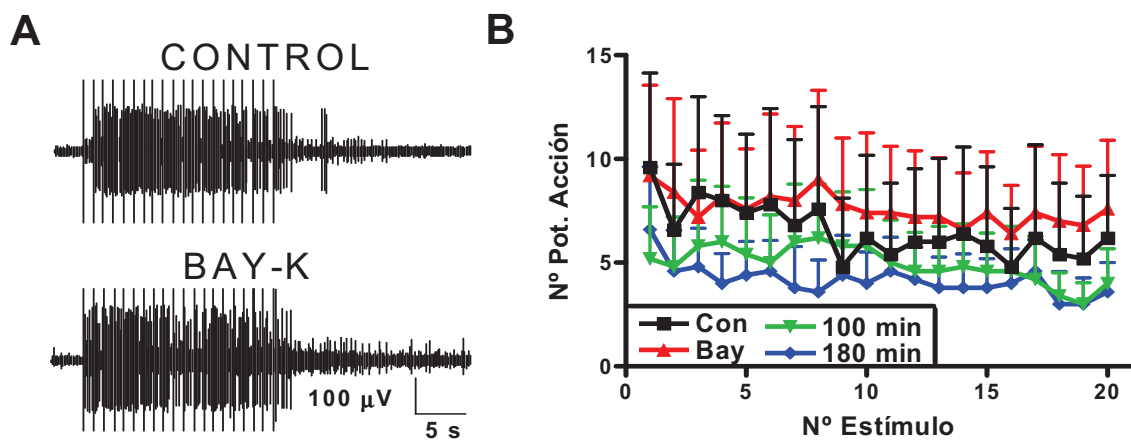 A
CONTROL
BAY-K
100 μV
5 s
B
15
10
5
0
Nº Pot. Acción
Con
100 min
Bay
180 min
0
5
10
15
20
Nº Estímulo